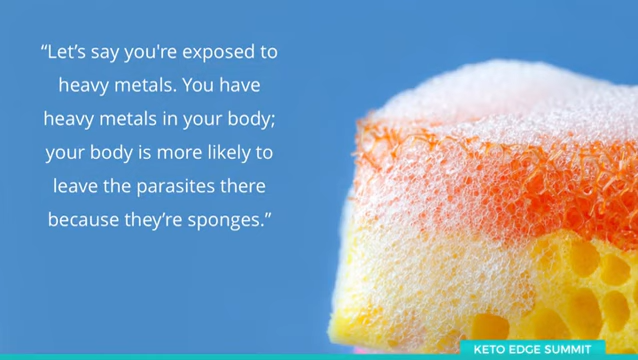 “Let’s say you're exposed to
heavy metals. You have
heavy metals in your body;
your body is more likely to
leave the parasites there
because they’re sponges.”
KETO EDGE SUMMIT